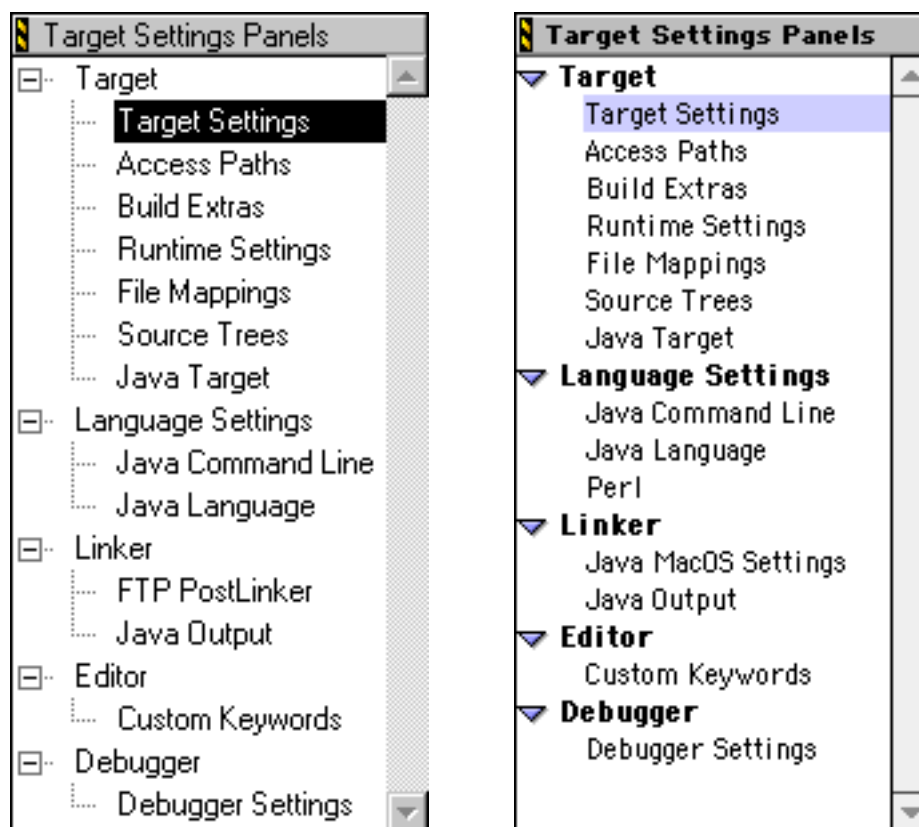 Target Settings Panels
Target
Target Settings
Access Paths
Build Extras
Runtime Settings
File Mappings
Source Trees
Java Target
Language Settings
Java Command Line
Java Language
Linker
FTP PostLinker
Java Output
Editor
Custom Keywords
Debugger
Debugger Settings
Target Settings Panels
Target
Target Settings
Access Paths
Build Extras
Runtime Settings
File Mappings
Source Trees
Java Target
Language Settings
Java Command Line
Java Language
Perl
Linker
Java MacOS Settings
Java Output
Editor
Custom Keywords
Debugger
Debugger Settings